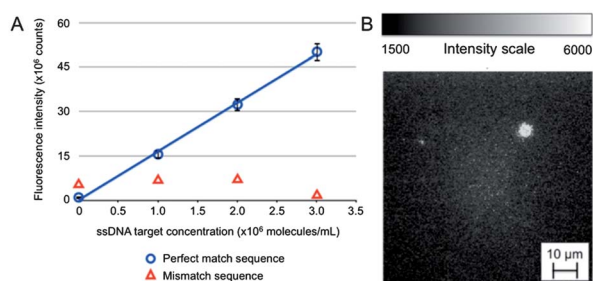 A
Fluorescence intensity (x10⁶ counts)
60
45
30
15
0
0 0.5 1.0 1.5 2.0 2.5 3.0 3.5
ssDNA target concentration (x10⁶ molecules/mL)
Perfect match sequence
Mismatch sequence
B
1500 Intensity scale 6000
10 µm